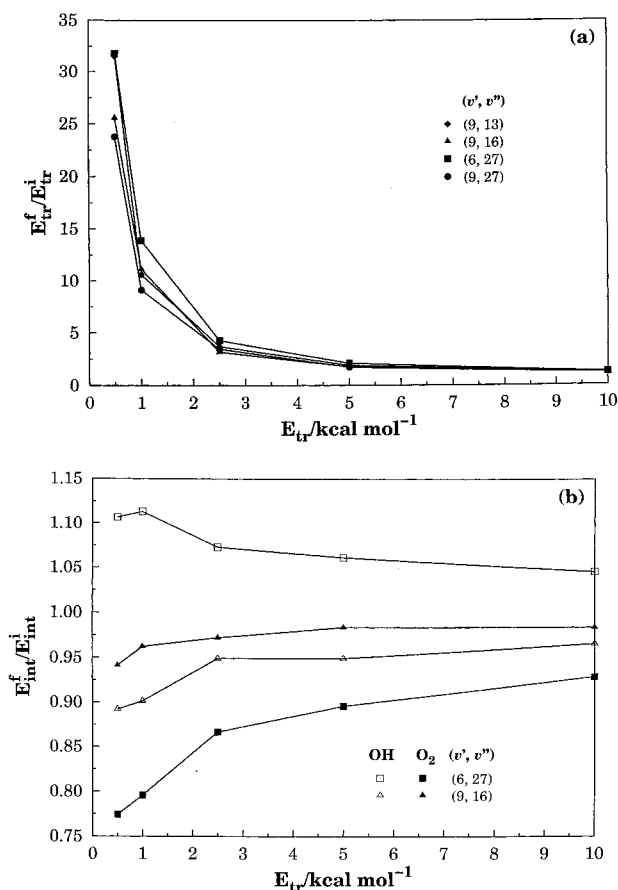 (a)
35
30
25
20
15
10
5
0
E^f_tr/E^i_tr
(v', v'')
(9, 13)
(9, 16)
(6, 27)
(9, 27)
0 1 2 3 4 5 6 7 8 9 10
E_tr/kcal mol⁻¹
(b)
1.15
1.10
1.05
1.00
0.95
0.90
0.85
0.80
0.75
E^f_int/E^i_int
OH O₂ (v', v'')
(6, 27)
(9, 16)
0 1 2 3 4 5 6 7 8 9 10
E_tr/kcal mol⁻¹